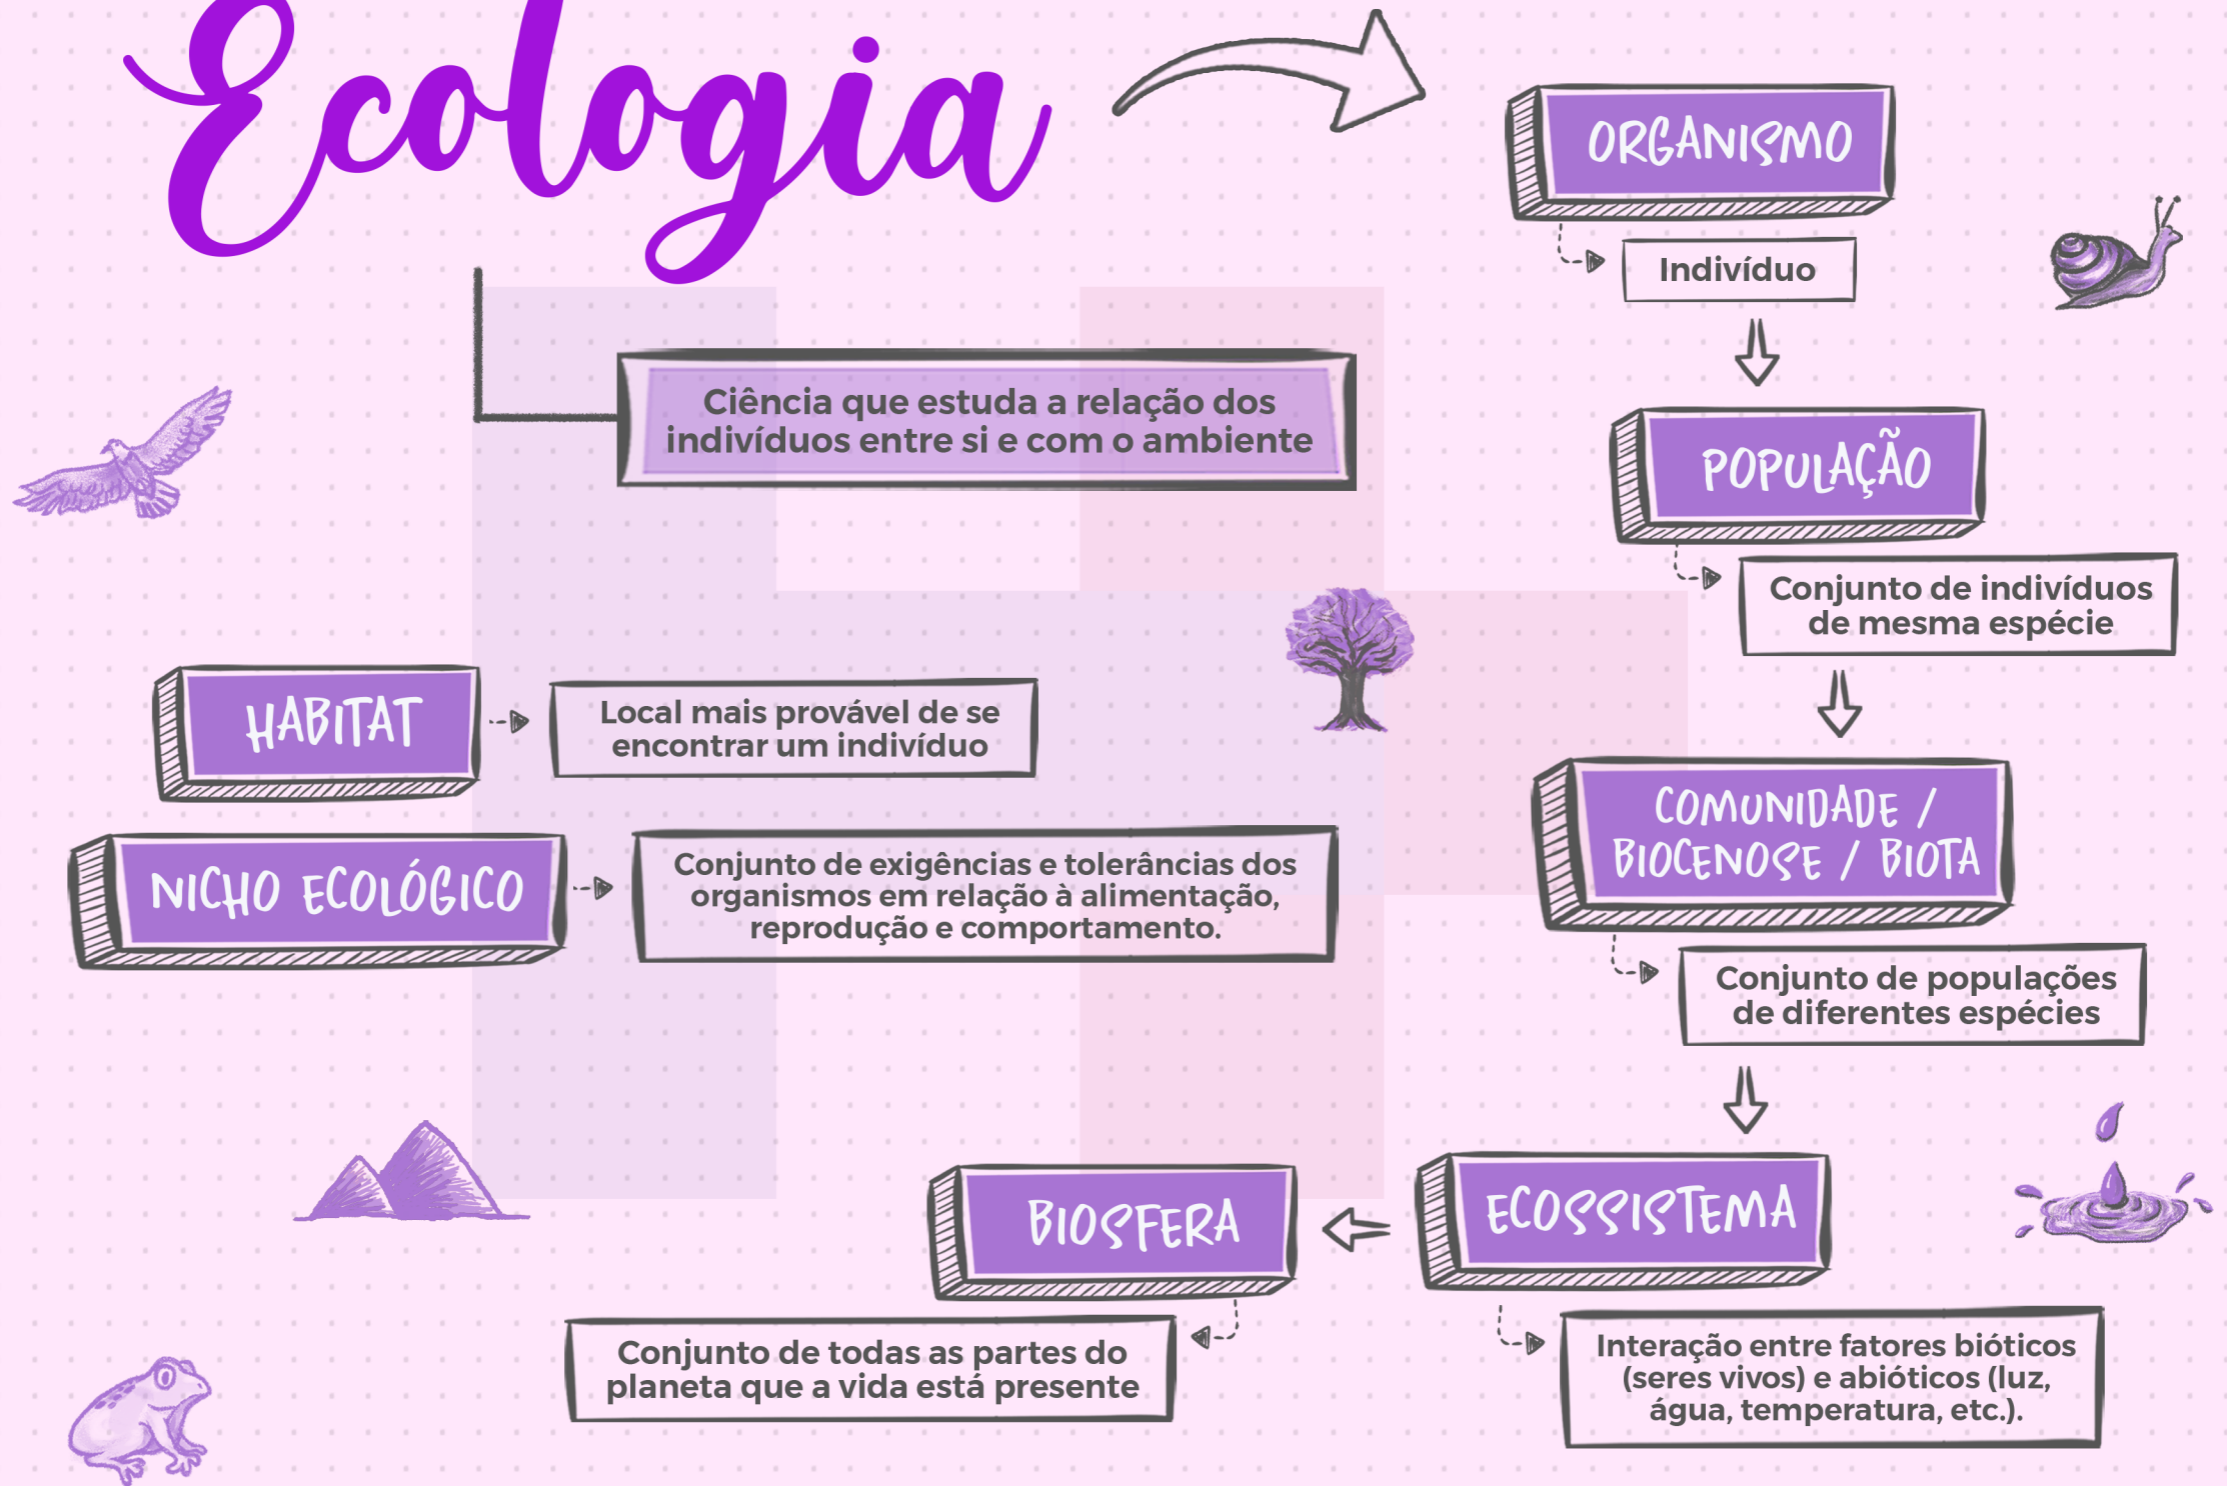 Ecologia
Ciência que estuda a relação dos
indivíduos entre si e com o ambiente
ORGANISMO
Indivíduo
POPULAÇÃO
Conjunto de indivíduos
de mesma espécie
COMUNIDADE /
BIOCENOSE / BIOTA
Conjunto de populações
de diferentes espécies
ECOSSISTEMA
Interação entre fatores bióticos
(seres vivos) e abióticos (luz,
água, temperatura, etc.).
BIOSFERA
Conjunto de todas as partes do
planeta que a vida está presente
HABITAT
Local mais provável de se
encontrar um indivíduo
NICHO ECOLÓGICO
Conjunto de exigências e tolerâncias dos
organismos em relação à alimentação,
reprodução e comportamento.